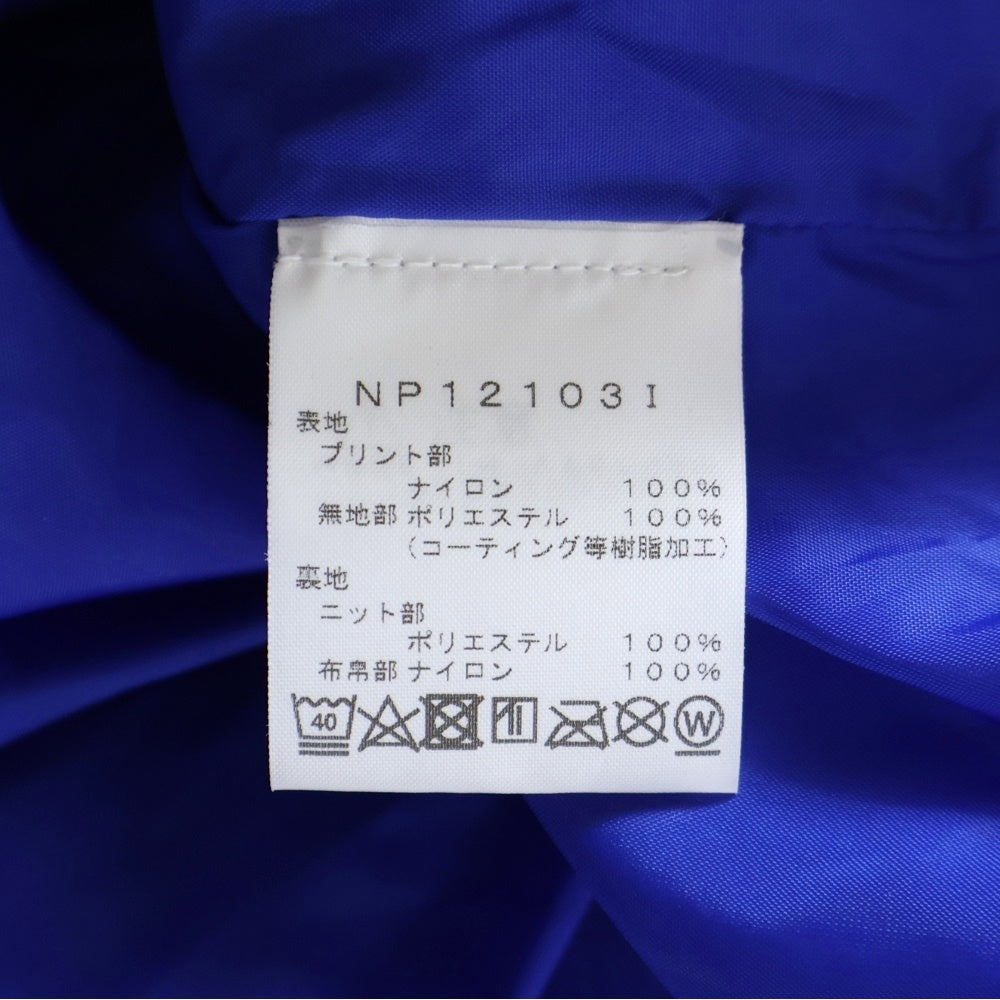 NP12103I
表地
プリント部
ナイロン 100%
無地部 ポリエステル 100%
(コーティング等樹脂加工)
裏地
ニット部
ポリエステル 100%
布帛部 ナイロン 100%
40 W